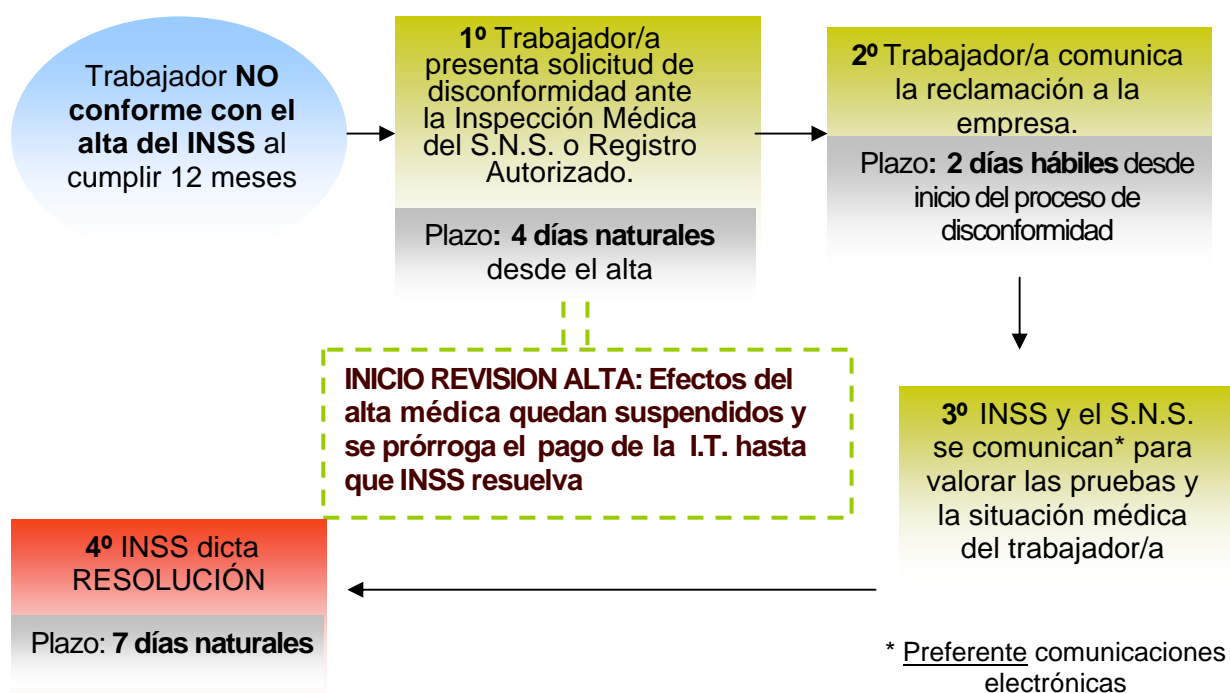 Trabajador NO
conforme con el
alta del INSS al
cumplir 12 meses
1º Trabajador/a
presenta solicitud de
disconformidad ante
la Inspección Médica
del S.N.S. o Registro
Autorizado.
Plazo: 4 días naturales
desde el alta
2º Trabajador/a comunica
la reclamación a la
empresa.
Plazo: 2 días hábiles desde
inicio del proceso de
disconformidad
INICIO REVISION ALTA: Efectos del
alta médica quedan suspendidos y
se prórroga el pago de la I.T. hasta
que INSS resuelva
3º INSS y el S.N.S.
se comunican* para
valorar las pruebas y
la situación médica
del trabajador/a
4º INSS dicta
RESOLUCIÓN
Plazo: 7 días naturales
* Preferente comunicaciones
electrónicas